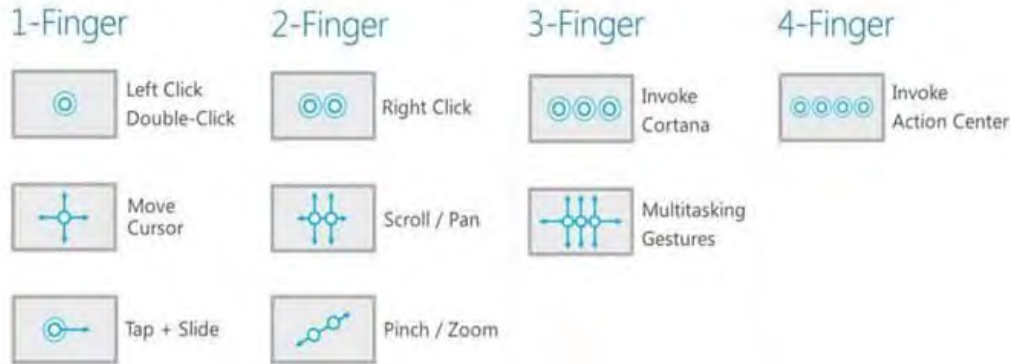 1-Finger
Left Click
Double-Click
Move
Cursor
Tap + Slide
2-Finger
Right Click
Scroll / Pan
Pinch / Zoom
3-Finger
Invoke
Cortana
Multitasking
Gestures
4-Finger
Invoke
Action Center